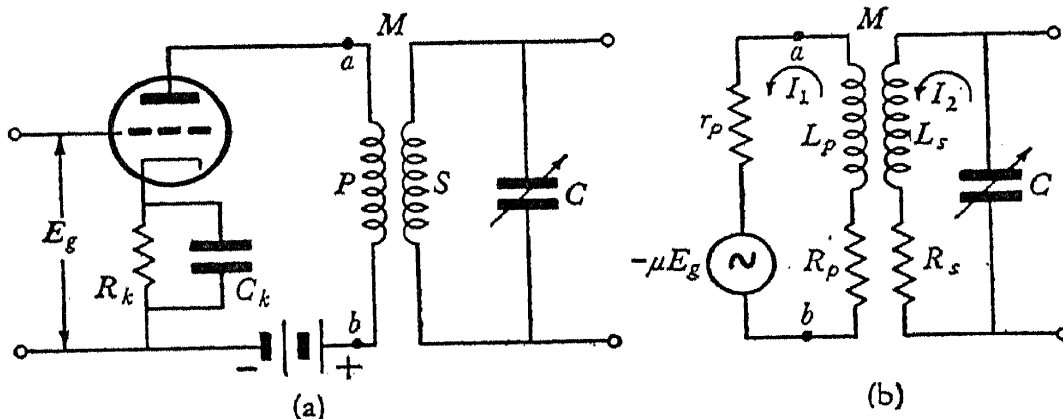 M
a
P
S
C
E_g
R_k
C_k
b
-
+
(a)
M
a
I_1
I_2
r_p
L_p
L_s
C
-μE_g
R_p
R_s
b
(b)